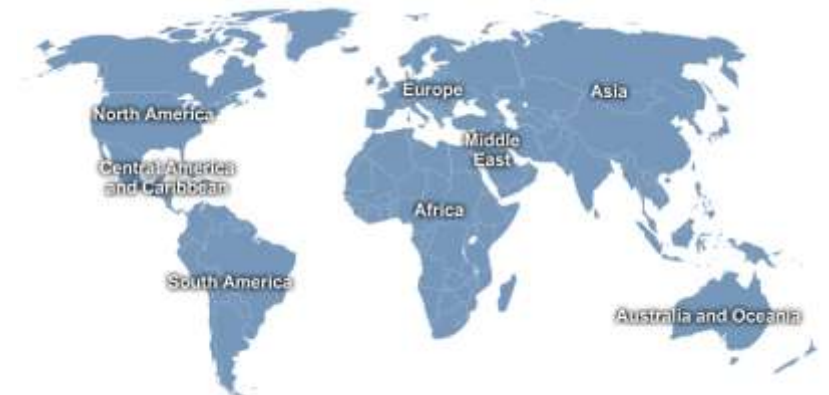 Europe
Asia
North America
Middle
East
Central America
and Caribbean
Africa
South America
Australia and Oceania